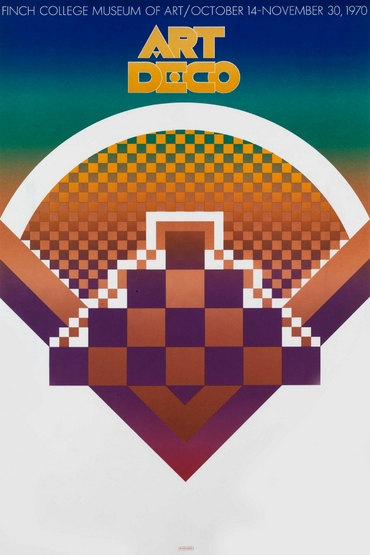 FINCH COLLEGE MUSEUM OF ART/OCTOBER 14-NOVEMBER 30, 1970
ART
DECO